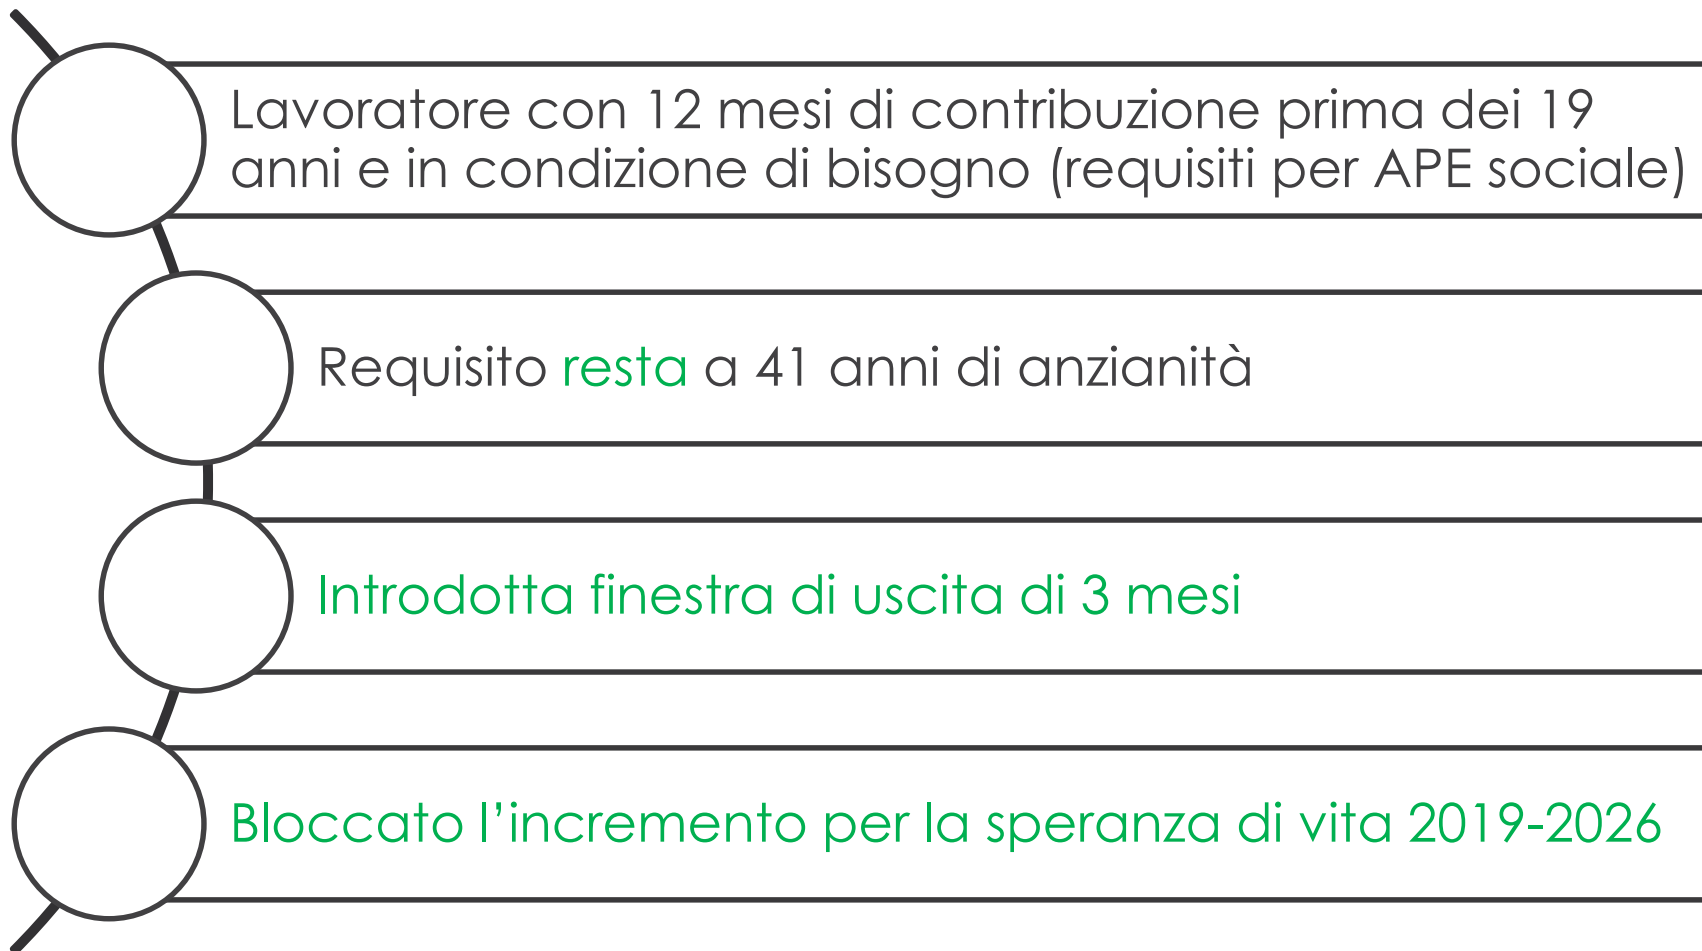 Lavoratore con 12 mesi di contribuzione prima dei 19
anni e in condizione di bisogno (requisiti per APE sociale)
Requisito resta a 41 anni di anzianità
Introdotta finestra di uscita di 3 mesi
Bloccato l’incremento per la speranza di vita 2019-2026